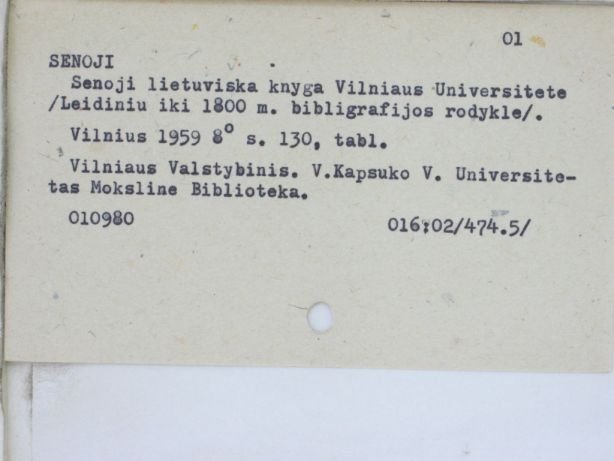 01
SENOJI
Senoji lietuviska knyga Vilniaus Universitete
/Leidiniu iki 1800 m. bibligrafijos rodykle/.
Vilnius 1959 8° s. 130, tabl.
Vilniaus Valstybinis. V.Kapsuko V. Universite-
tas Moksline Biblioteka.
010980 016:02/474.5/